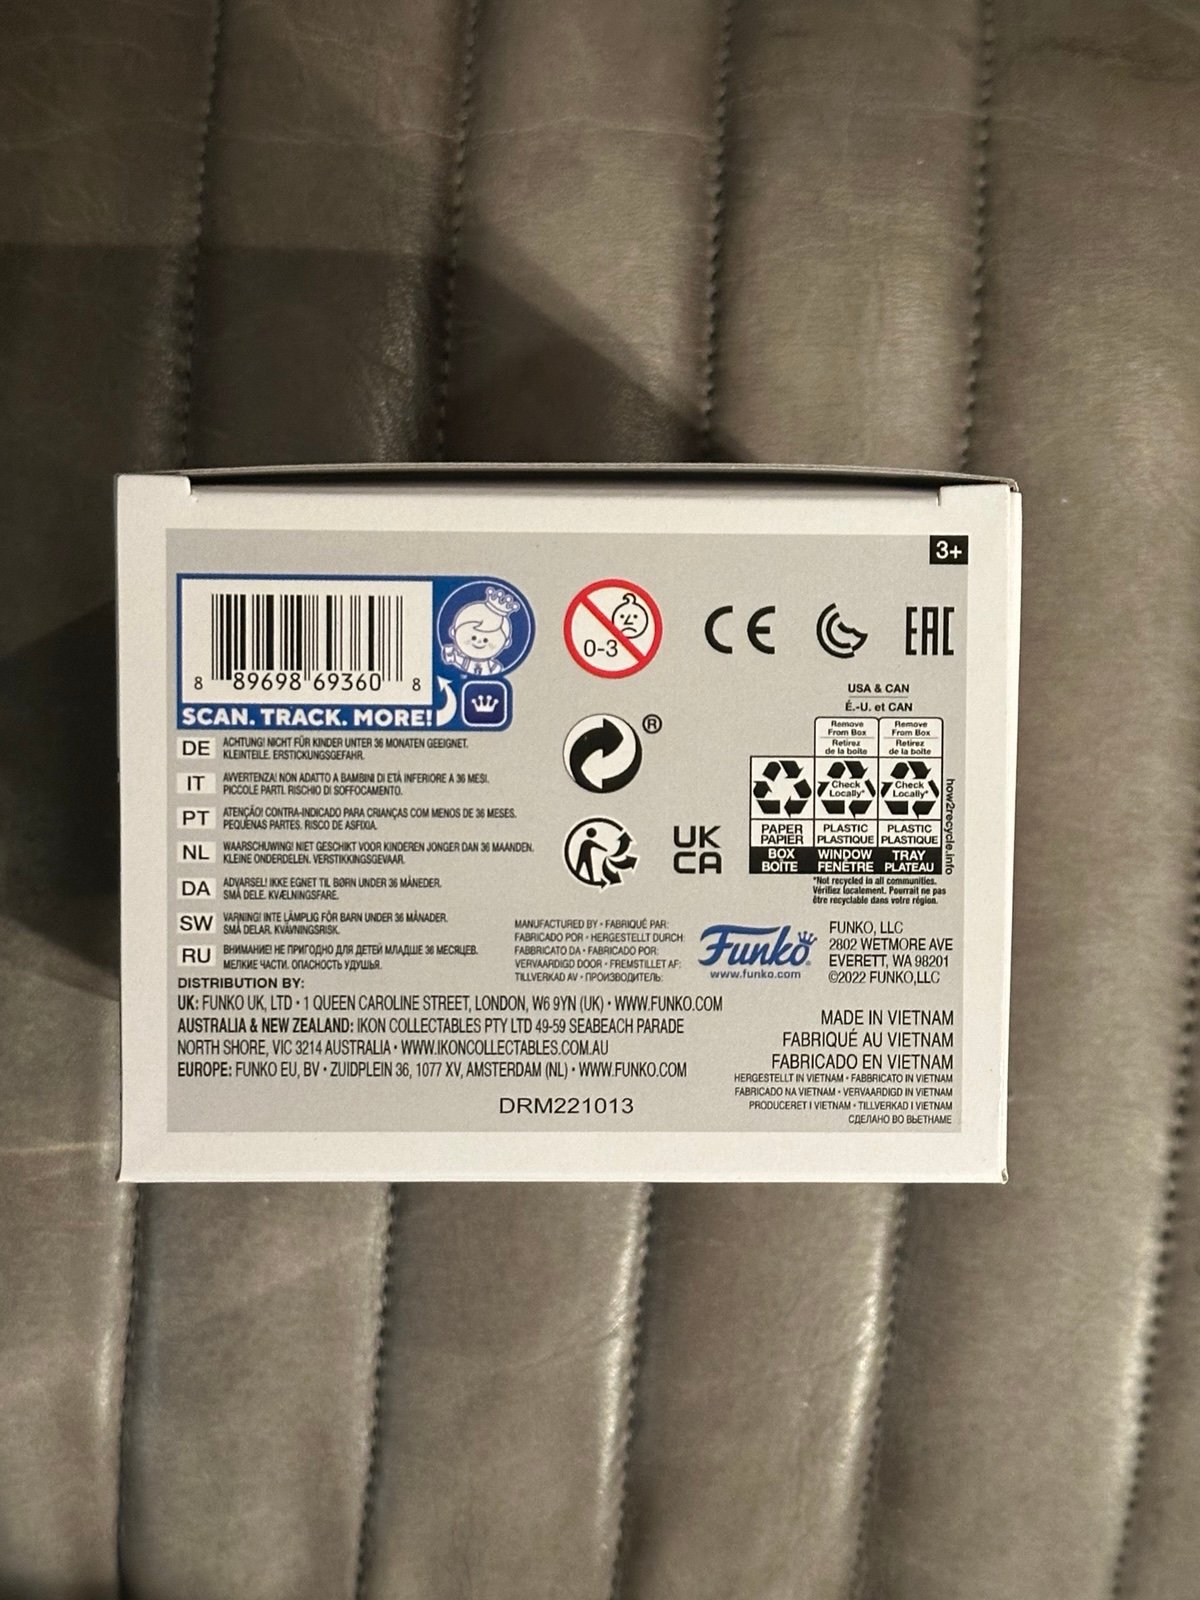 3+
8 89698 69360 8
SCAN. TRACK. MORE!
0-3
CE
EAC
USA & CAN
É.-U. et CAN
Remove From Box
Retirez de la boîte
Remove From Box
Retirez de la boîte
Check Locally*
Check Locally*
PAPER
PAPIER
PLASTIC
PLASTIQUE
PLASTIC
PLASTIQUE
BOX
BOÎTE
WINDOW
FENÊTRE
TRAY
PLATEAU
how2recycle.info
*Not recycled in all communities.
Vérifiez localement. Pourrait ne pas
être recyclable dans votre région.
®
UK
CA
DE ACHTUNG! NICHT FÜR KINDER UNTER 36 MONATEN GEEIGNET.
KLEINTEILE. ERSTICKUNGSGEFAHR.
IT AVVERTENZA! NON ADATTO A BAMBINI DI ETÀ INFERIORE A 36 MESI.
PICCOLE PARTI. RISCHIO DI SOFFOCAMENTO.
PT ATENÇÃO! CONTRA-INDICADO PARA CRIANÇAS COM MENOS DE 36 MESES.
PEQUENAS PARTES. RISCO DE ASFIXIA.
NL WAARSCHUWING! NIET GESCHIKT VOOR KINDEREN JONGER DAN 36 MAANDEN.
KLEINE ONDERDELEN. VERSTIKKINGSGEVAAR.
DA ADVARSEL! IKKE EGNET TIL BØRN UNDER 36 MÅNEDER.
SMÅ DELE. KVÆLNINGSFARE.
SW VARNING! INTE LÄMPLIG FÖR BARN UNDER 36 MÅNADER.
SMÅ DELAR. KVÄVNINGSRISK.
RU ВНИМАНИЕ! НЕ ПРИГОДНО ДЛЯ ДЕТЕЙ МЛАДШЕ 36 МЕСЯЦЕВ.
МЕЛКИЕ ЧАСТИ. ОПАСНОСТЬ УДУШЬЯ.
MANUFACTURED BY • FABRIQUÉ PAR:
FABRICADO POR • HERGESTELLT DURCH:
FABBRICATO DA • FABRICADO POR:
VERVAARDIGD DOOR • FREMSTILLET AF:
TILLVERKAD AV • ПРОИЗВОДИТЕЛЬ:
Funko®
www.funko.com
FUNKO, LLC
2802 WETMORE AVE
EVERETT, WA 98201
©2022 FUNKO,LLC
DISTRIBUTION BY:
UK: FUNKO UK, LTD • 1 QUEEN CAROLINE STREET, LONDON, W6 9YN (UK) • WWW.FUNKO.COM
AUSTRALIA & NEW ZEALAND: IKON COLLECTABLES PTY LTD 49-59 SEABEACH PARADE
NORTH SHORE, VIC 3214 AUSTRALIA • WWW.IKONCOLLECTABLES.COM.AU
EUROPE: FUNKO EU, BV • ZUIDPLEIN 36, 1077 XV, AMSTERDAM (NL) • WWW.FUNKO.COM
DRM221013
MADE IN VIETNAM
FABRIQUÉ AU VIETNAM
FABRICADO EN VIETNAM
HERGESTELLT IN VIETNAM • FABBRICATO IN VIETNAM
FABRICADO NA VIETNAM • VERVAARDIGD IN VIETNAM
PRODUCERET I VIETNAM • TILLVERKAD I VIETNAM
СДЕЛАНО ВО ВЬЕТНАМЕ